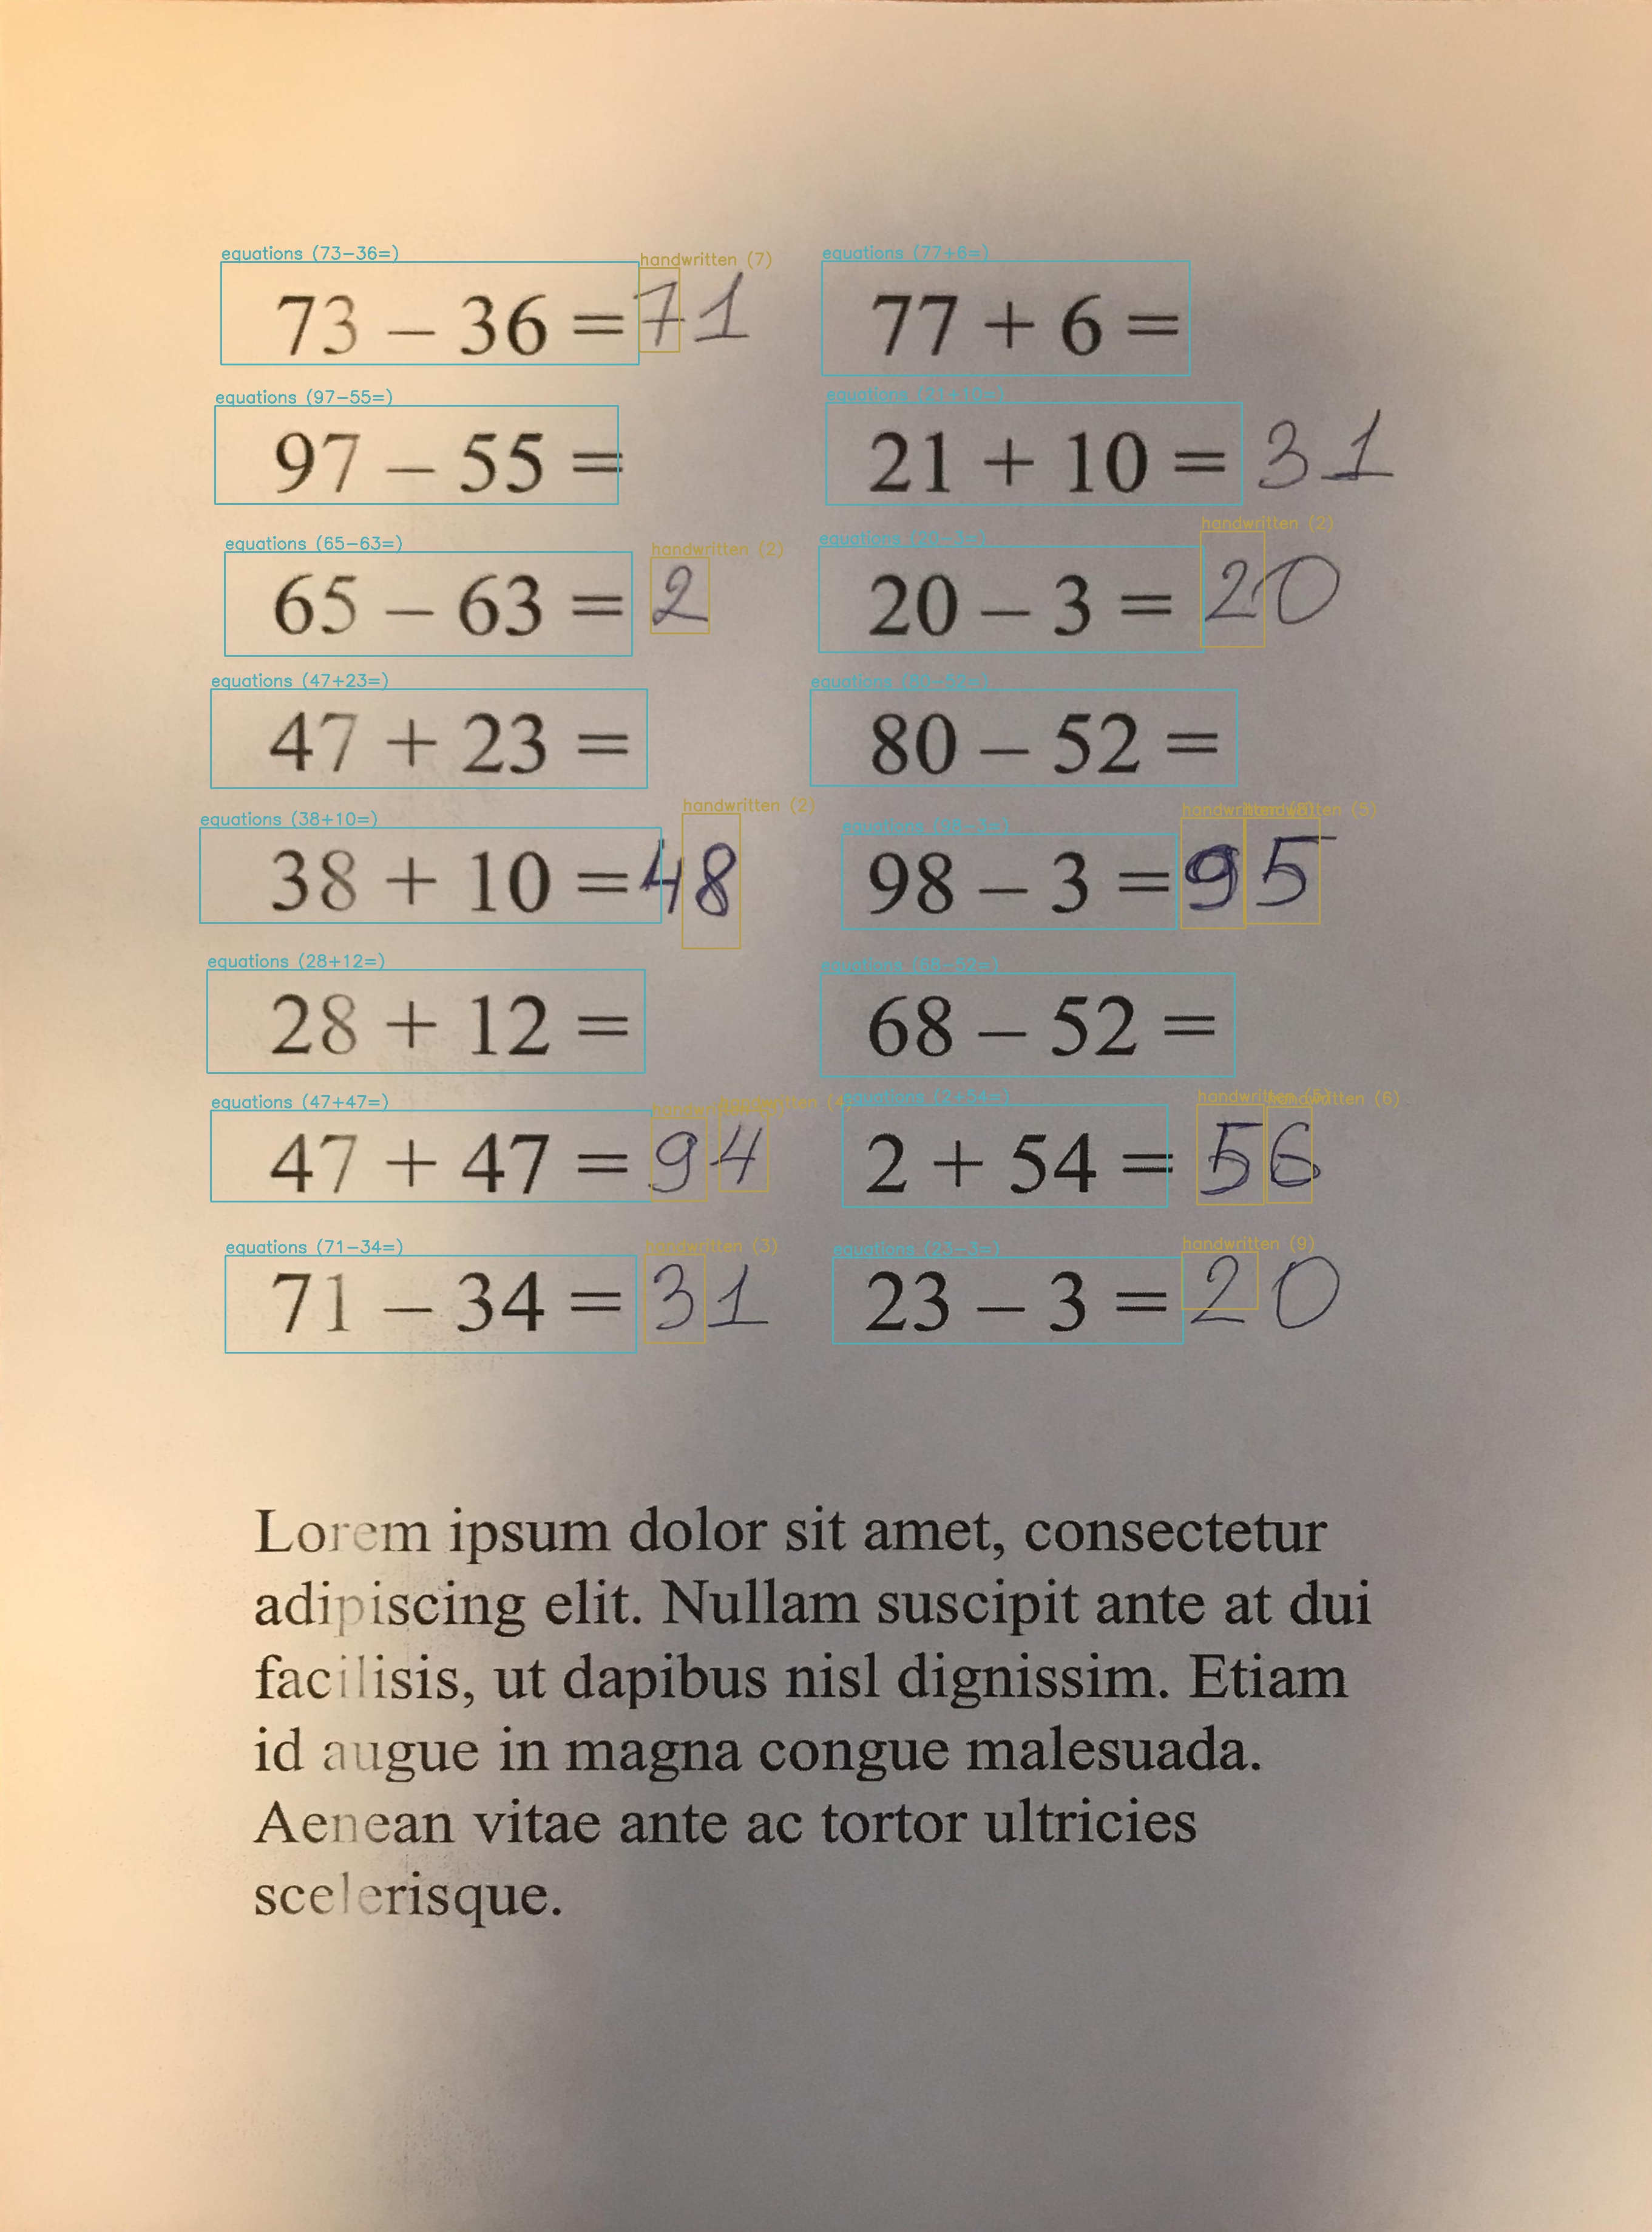 equations (73-36=) handwritten (7) equations (77+6=)
73 – 36 = 71 77 + 6 =
equations (97-55=) equations (21+10=)
97 – 55 = 21 + 10 = 31
equations (65-63=) handwritten (2) equations (20-3=) handwritten (2)
65 – 63 = 2 20 – 3 = 20
equations (47+23=) equations (80-52=)
47 + 23 = 80 – 52 =
equations (38+10=) handwritten (2) equations (98-3=) handwritten handwritten (5)
38 + 10 = 48 98 – 3 = 95
equations (28+12=) equations (68-52=)
28 + 12 = 68 – 52 =
equations (47+47=) handwritten handwritten (4) equations (2+54=) handwritten (5) handwritten (6)
47 + 47 = 94 2 + 54 = 56
equations (71-34=) handwritten (3) equations (23-3=) handwritten (9)
71 – 34 = 31 23 – 3 = 20
Lorem ipsum dolor sit amet, consectetur
adipiscing elit. Nullam suscipit ante at dui
facilisis, ut dapibus nisl dignissim. Etiam
id augue in magna congue malesuada.
Aenean vitae ante ac tortor ultricies
scelerisque.